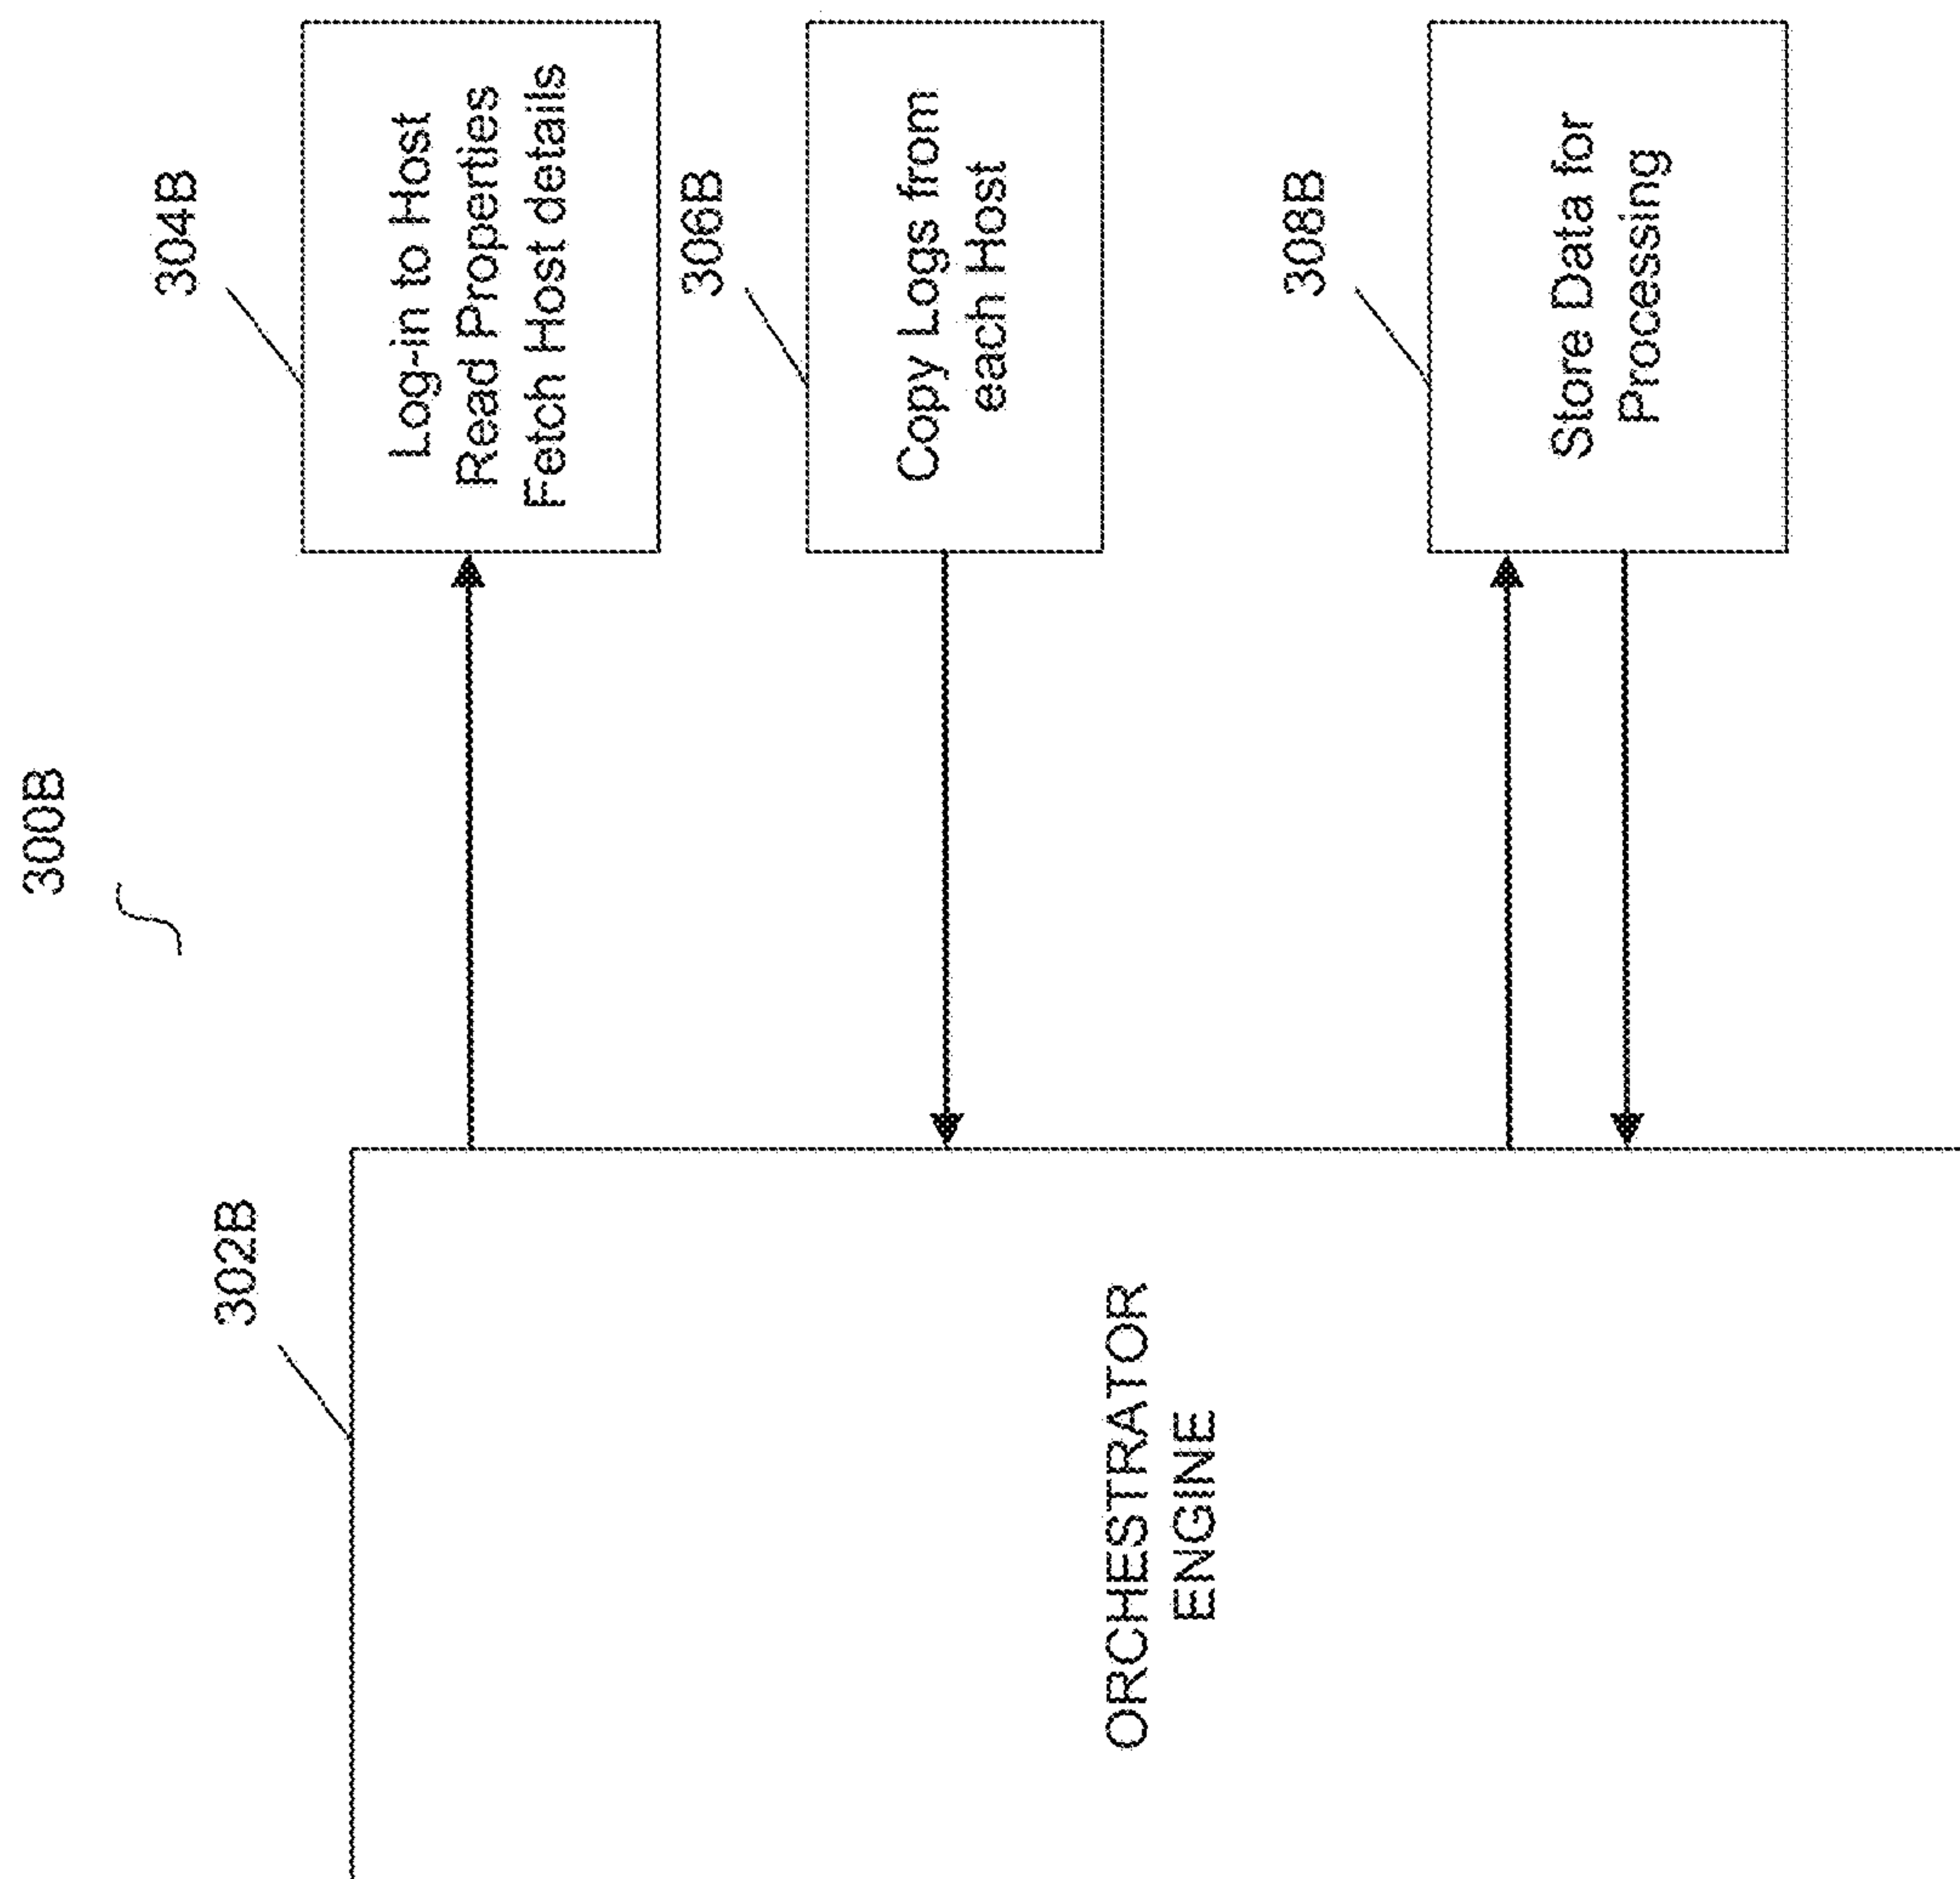 300B
302B
ORCHESTRATOR
ENGINE
304B
Log-in to Host
Read Properties
Fetch Host details
306B
Copy Logs from
each Host
308B
Store Data for
Processing